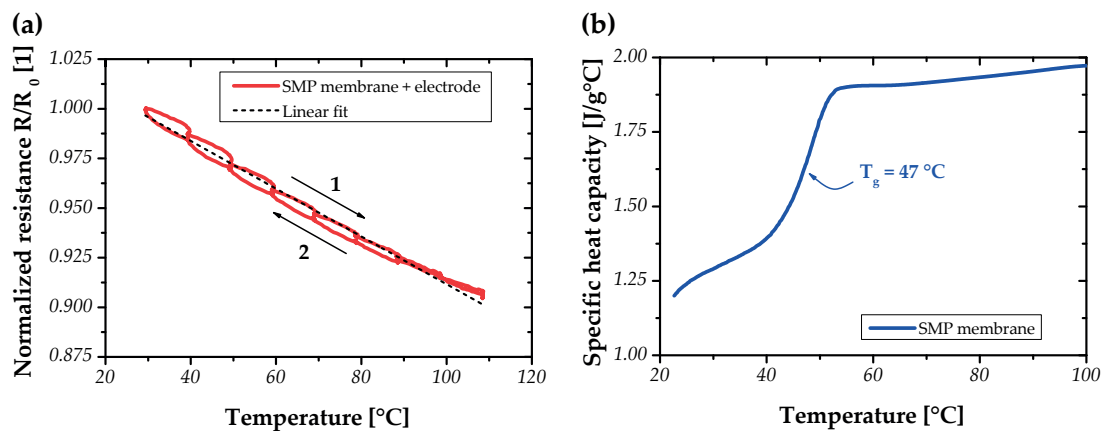 (a)
Normalized resistance R/R_0 [1]
1.025
1.000
0.975
0.950
0.925
0.900
0.875
SMP membrane + electrode
Linear fit
1
2
20 40 60 80 100 120
Temperature [°C]
(b)
Specific heat capacity [J/g°C]
2.00
1.75
1.50
1.25
1.00
T_g = 47 °C
SMP membrane
20 40 60 80 100
Temperature [°C]